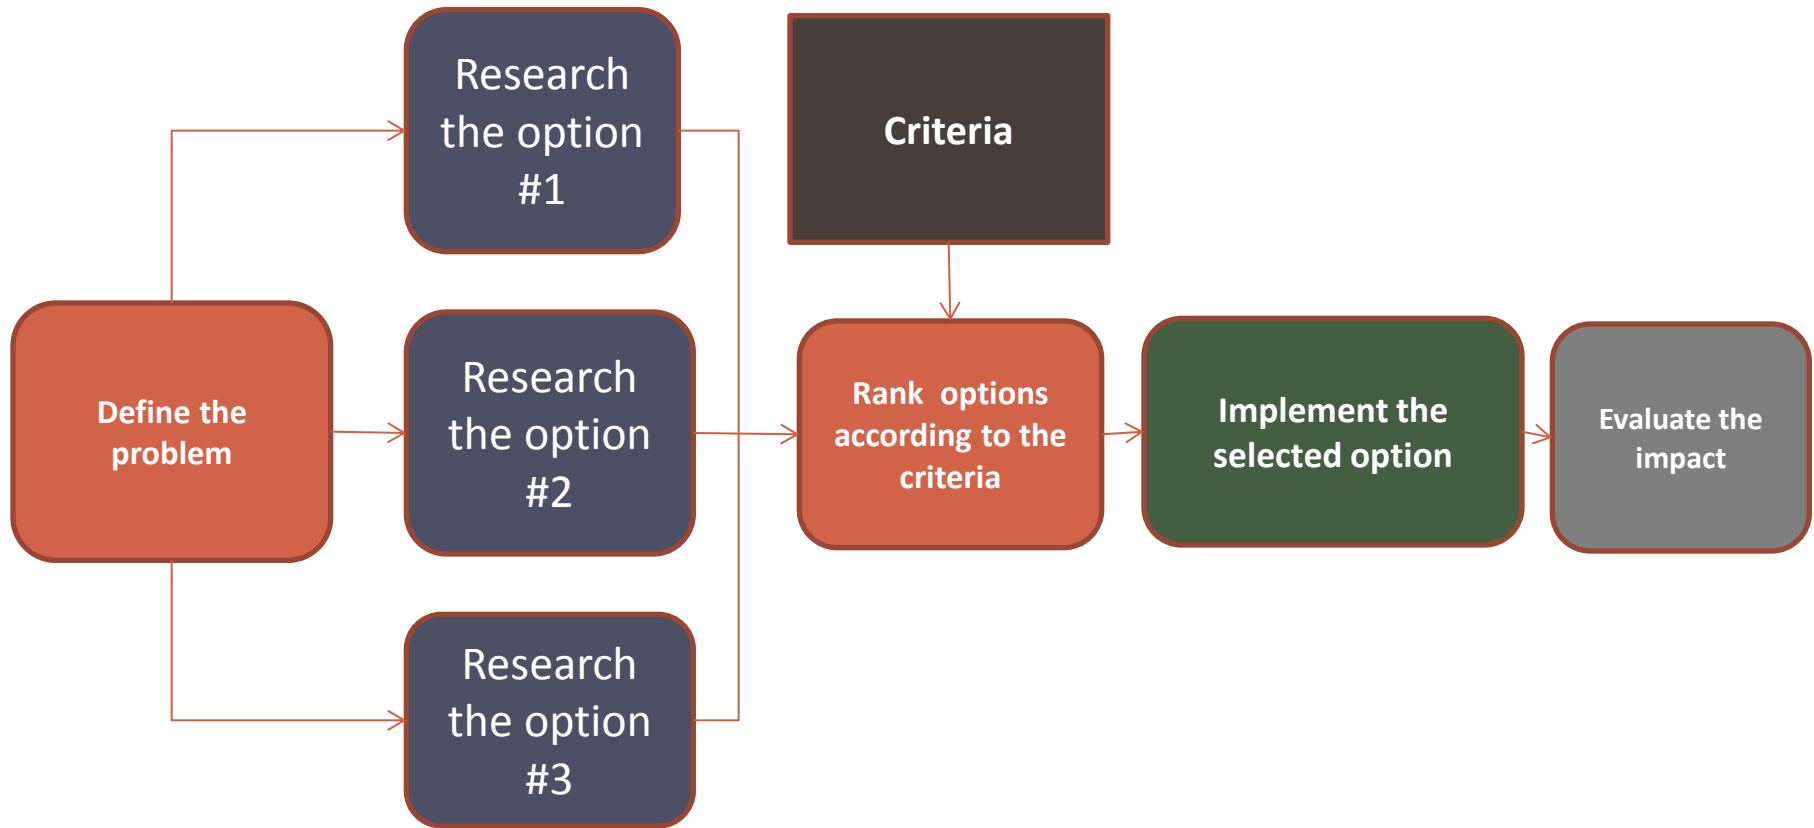 Define the
problem
Research
the option
#1
Research
the option
#2
Research
the option
#3
Criteria
Rank  options
according to the
criteria
Implement the
selected option
Evaluate the
impact